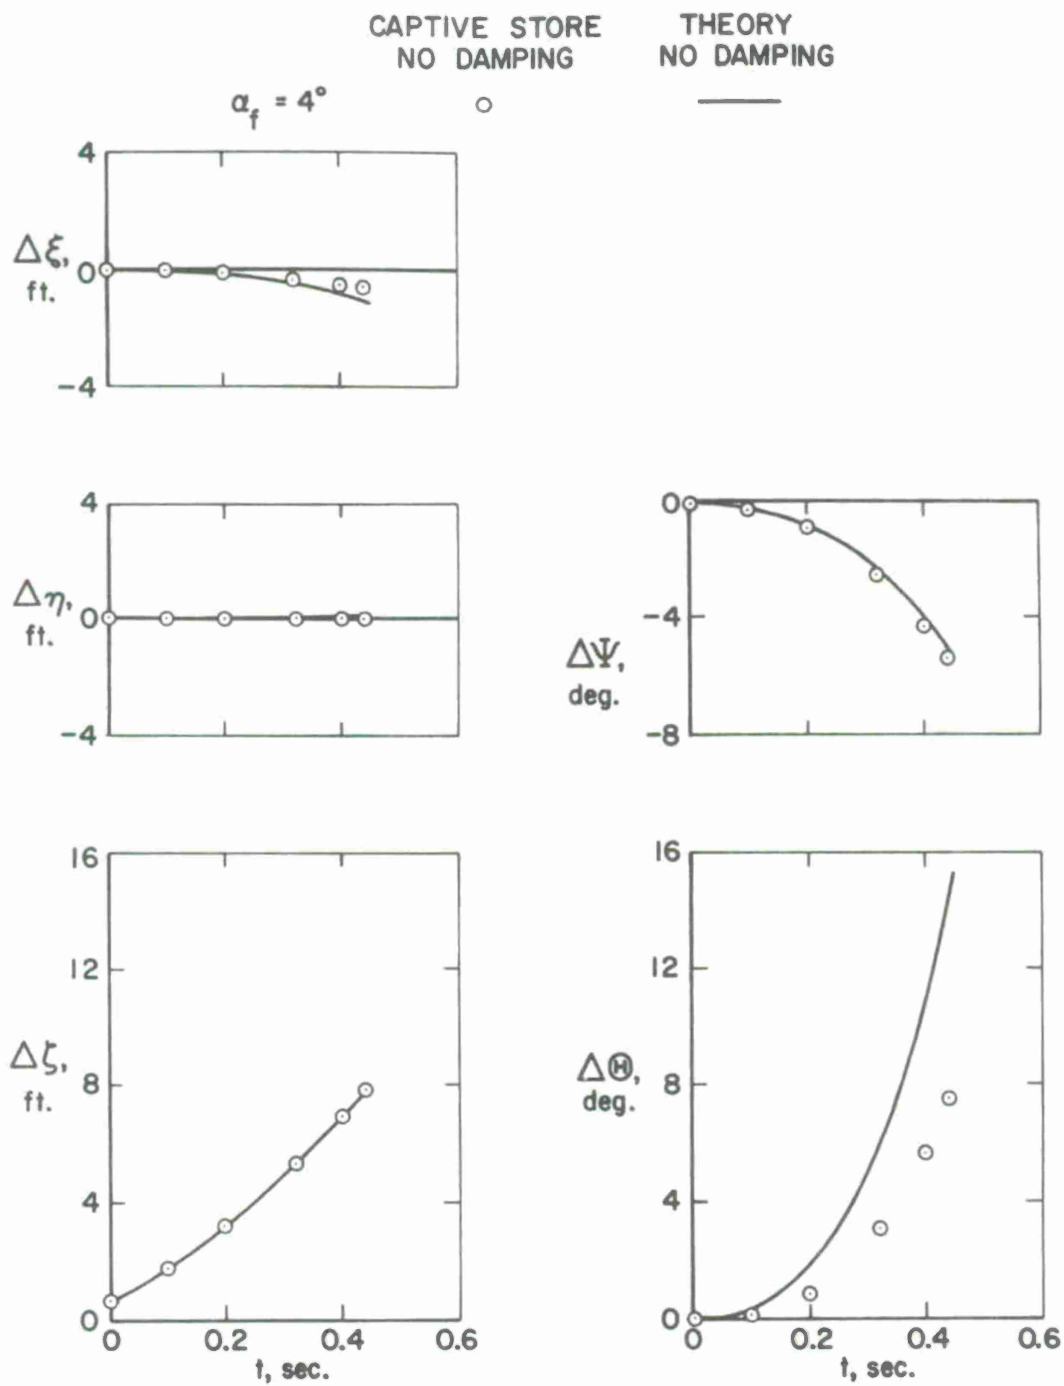 CAPTIVE STORE
NO DAMPING
THEORY
NO DAMPING
α_f = 4°
4
Δξ,
ft.
0
-4
4
Δη,
ft.
0
-4
0
-4
ΔΨ,
deg.
-8
16
12
Δζ,
ft.
8
4
0
0 0.2 0.4 0.6
t, sec.
16
12
ΔΘ,
deg.
8
4
0
0 0.2 0.4 0.6
t, sec.